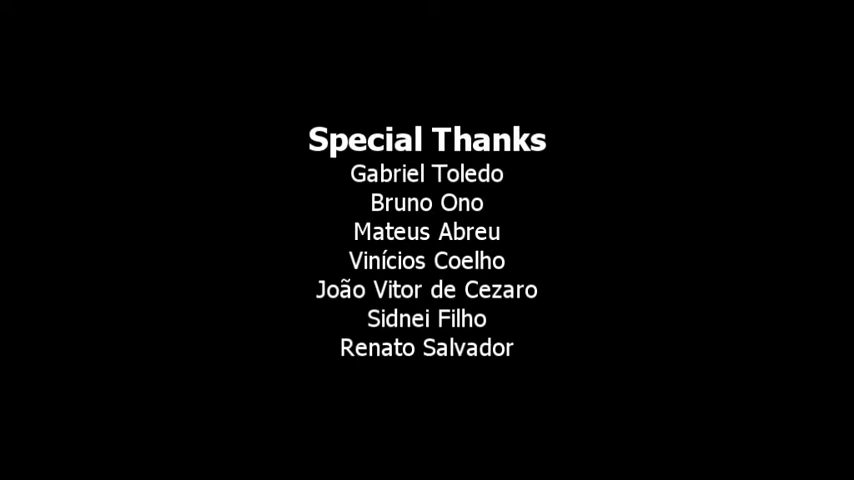 Special Thanks
Gabriel Toledo
Bruno Ono
Mateus Abreu
Vinícios Coelho
João Vitor de Cezaro
Sidnei Filho
Renato Salvador